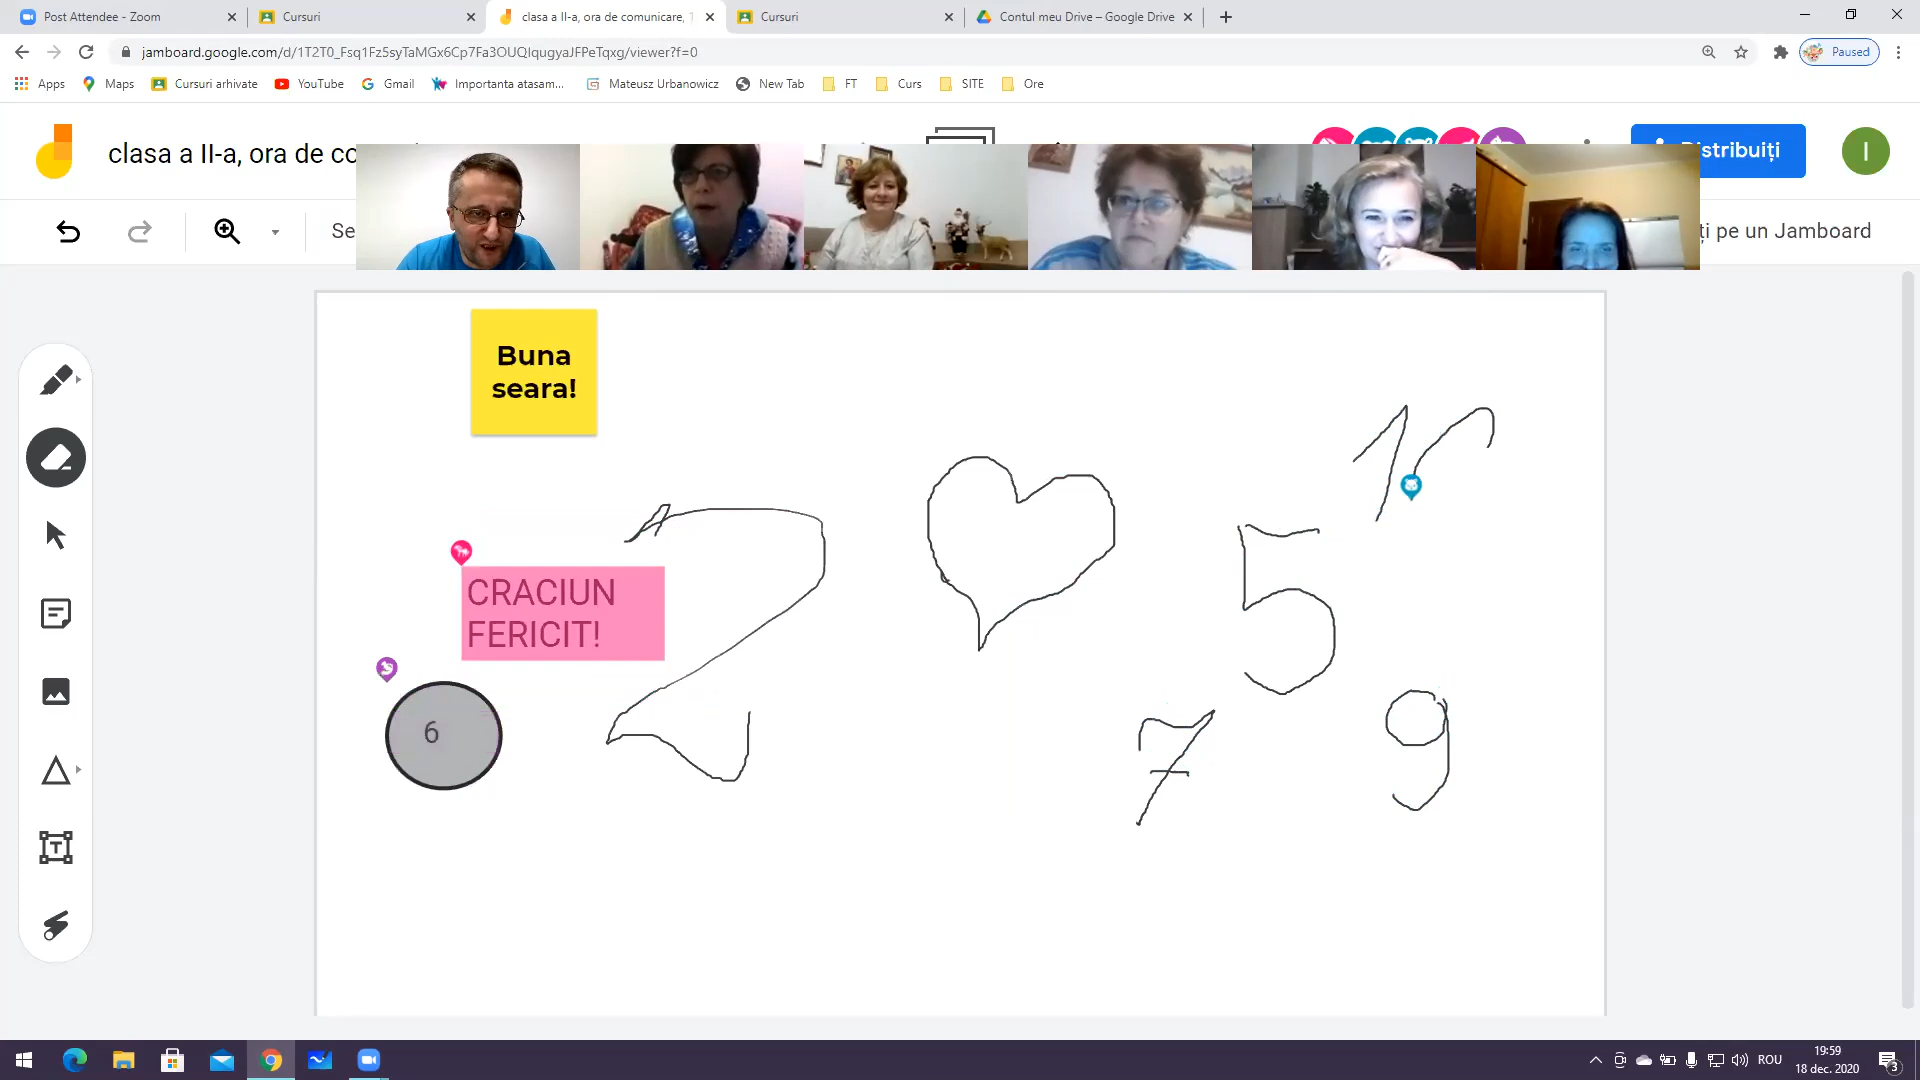 Post Attendee - Zoom
Cursuri
clasa a II-a, ora de comunicare, 1
Cursuri
Contul meu Drive – Google Drive
jamboard.google.com/d/1T2T0_Fsq1Fz5syTaMGx6Cp7Fa3OUQIqugyaJFPeTqxg/viewer?f=0
Paused
Apps
Maps
Cursuri arhivate
YouTube
Gmail
Importanta atasam...
Mateusz Urbanowicz
New Tab
FT
Curs
SITE
Ore
clasa a II-a, ora de co
Distribuiți
I
Se
ți pe un Jamboard
Buna
seara!
CRACIUN
FERICIT!
6
2
5
7
9
ROU
19:59
18 dec. 2020
3